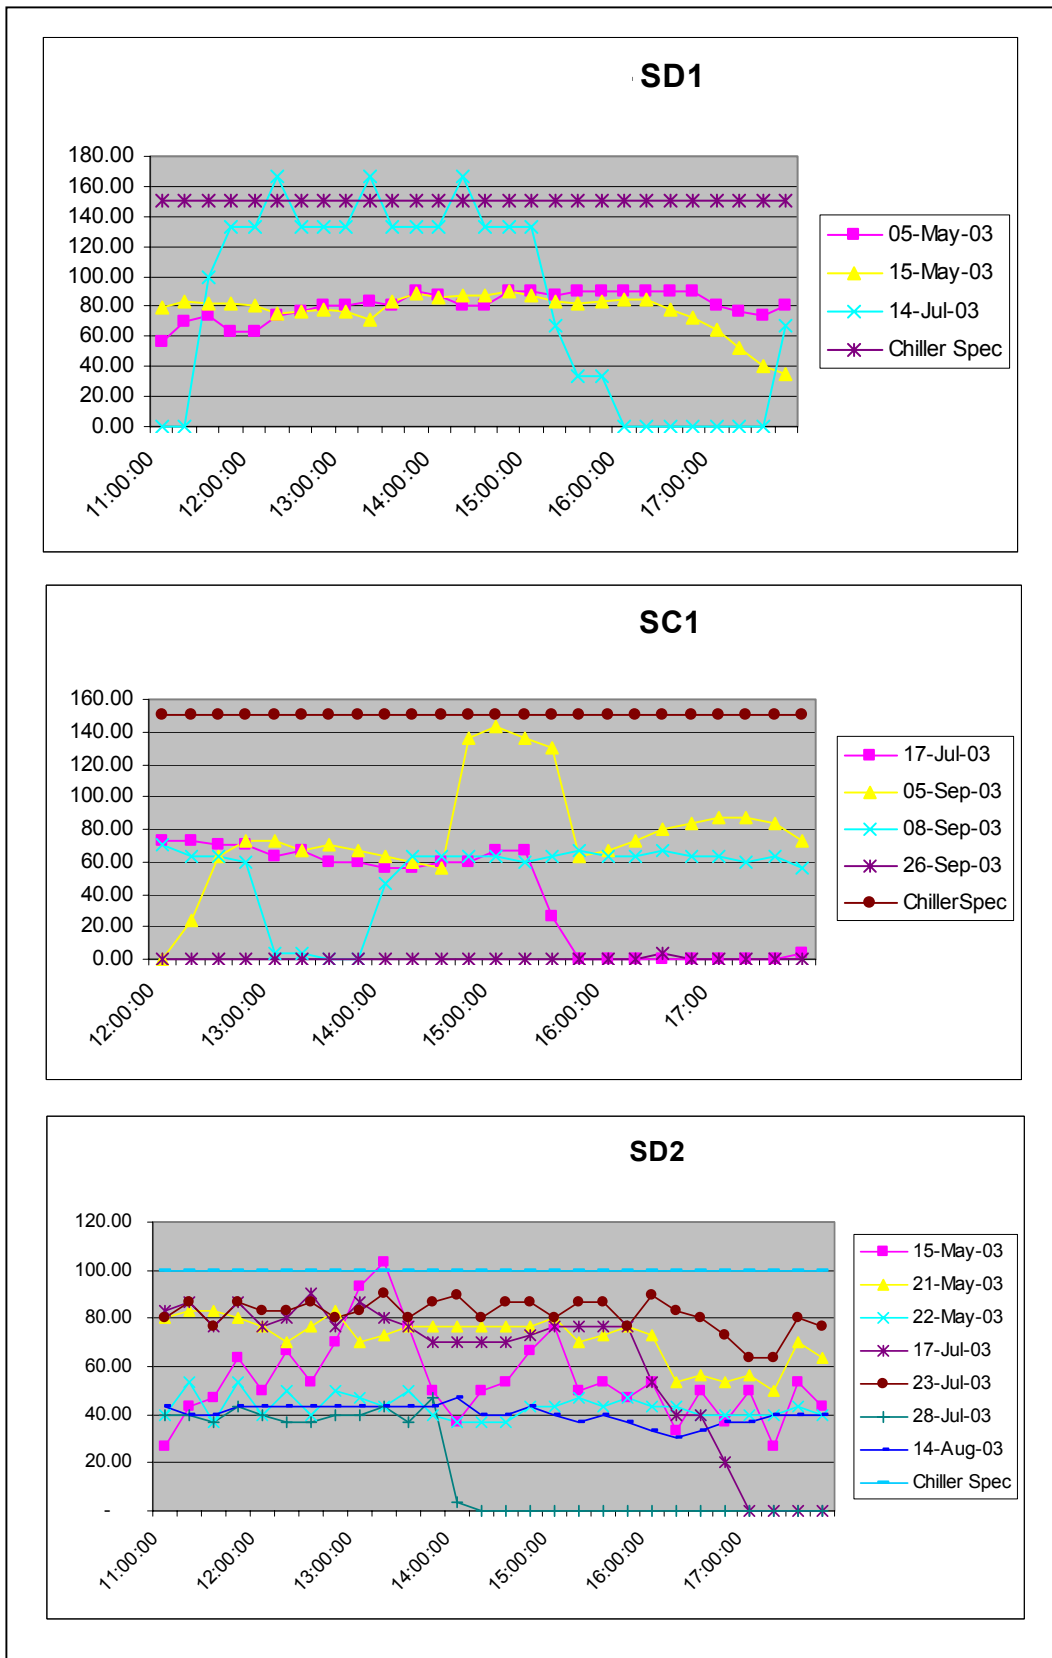 SD1
180.00
160.00
140.00
120.00
100.00
80.00
60.00
40.00
20.00
0.00
11:00:00
12:00:00
13:00:00
14:00:00
15:00:00
16:00:00
17:00:00
05-May-03
15-May-03
14-Jul-03
Chiller Spec
SC1
160.00
140.00
120.00
100.00
80.00
60.00
40.00
20.00
0.00
12:00:00
13:00:00
14:00:00
15:00:00
16:00:00
17:00
17-Jul-03
05-Sep-03
08-Sep-03
26-Sep-03
ChillerSpec
SD2
120.00
100.00
80.00
60.00
40.00
20.00
-
11:00:00
12:00:00
13:00:00
14:00:00
15:00:00
16:00:00
17:00:00
15-May-03
21-May-03
22-May-03
17-Jul-03
23-Jul-03
28-Jul-03
14-Aug-03
Chiller Spec